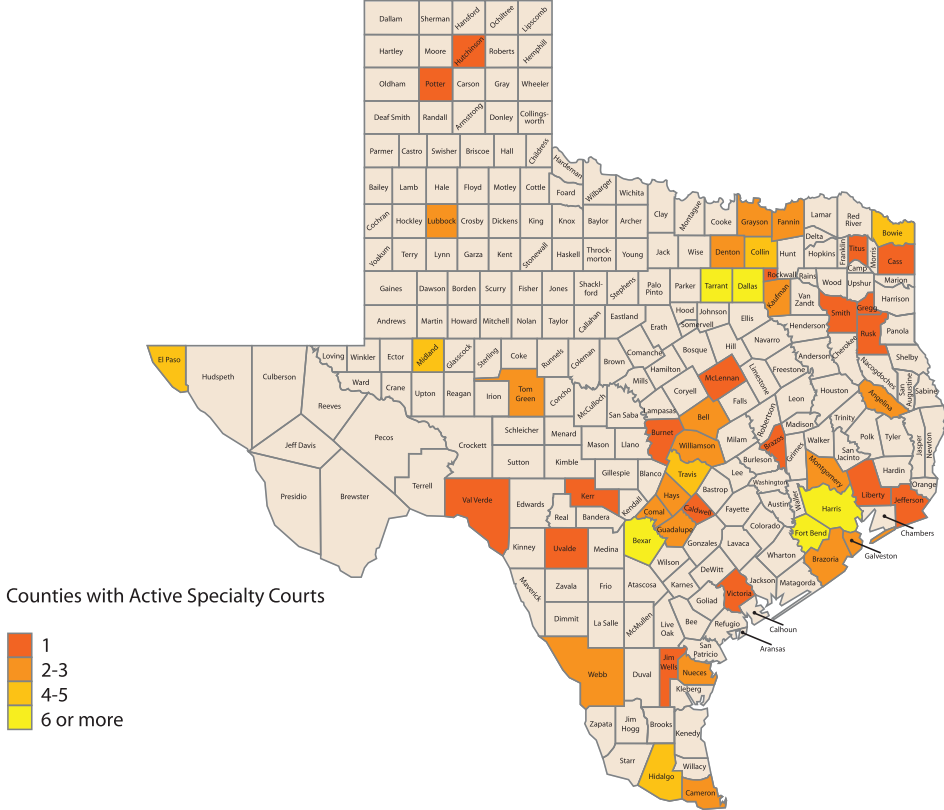 Dallam Sherman Hansford Ochiltree Lipscomb
Hartley Moore Hutchinson Roberts Hemphill
Oldham Potter Carson Gray Wheeler
Deaf Smith Randall Armstrong Donley Collings-
worth
Parmer Castro Swisher Briscoe Hall Childress Hardeman
Bailey Lamb Hale Floyd Motley Cottle Foard Wilbarger Wichita
Cochran Hockley Lubbock Crosby Dickens King Knox Baylor Archer Clay Montague Cooke Grayson Fannin Lamar Red
River Bowie
Delta Titus Morris Cass
Yoakum Terry Lynn Garza Kent Stonewall Haskell Throck-
morton Young Jack Wise Denton Collin Hunt Hopkins Franklin Camp
Gaines Dawson Borden Scurry Fisher Jones Shackl-
ford Stephens Palo
Pinto Parker Tarrant Dallas Rockwall Kaufman Rains Van
Zandt Wood Upshur Marion Harrison
Andrews Martin Howard Mitchell Nolan Taylor Callahan Eastland Erath Hood Somervell Johnson Ellis Henderson Smith Gregg Rusk Panola
El Paso Hudspeth Culberson Loving Winkler Ector Midland Glasscock Sterling Coke Runnels Coleman Brown Comanche Hamilton Bosque Hill Navarro Freestone Anderson Cherokee Nacogdoches Shelby
Reeves Ward Crane Upton Reagan Irion Tom
Green Concho McCulloch San Saba Mills Lampasas Coryell McLennan Limestone Falls Leon Houston Angelina San
Augustine Sabine
Jeff Davis Pecos Crockett Schleicher Menard Mason Llano Burnet Bell Milam Robertson Madison Trinity Polk Tyler Jasper Newton
Presidio Brewster Terrell Sutton Kimble Gillespie Blanco Williamson Travis Burleson Brazos Grimes Walker San
Jacinto Hardin Orange
Val Verde Edwards Kerr Real Bandera Kendall Hays Comal Caldwell Bastrop Lee Fayette Washington Austin Waller Montgomery Harris Liberty Jefferson Chambers
Kinney Uvalde Medina Bexar Guadalupe Gonzales Lavaca Colorado Wharton Fort Bend Brazoria Galveston
Maverick Zavala Frio Atascosa Wilson Karnes DeWitt Victoria Jackson Matagorda
Dimmit La Salle McMullen Live
Oak Bee Goliad Refugio Calhoun
Aransas
Webb Duval Jim
Wells San
Patricio Nueces Kleberg
Zapata Jim
Hogg Brooks Kenedy
Starr Hidalgo Willacy
Cameron
Counties with Active Specialty Courts
1
2-3
4-5
6 or more